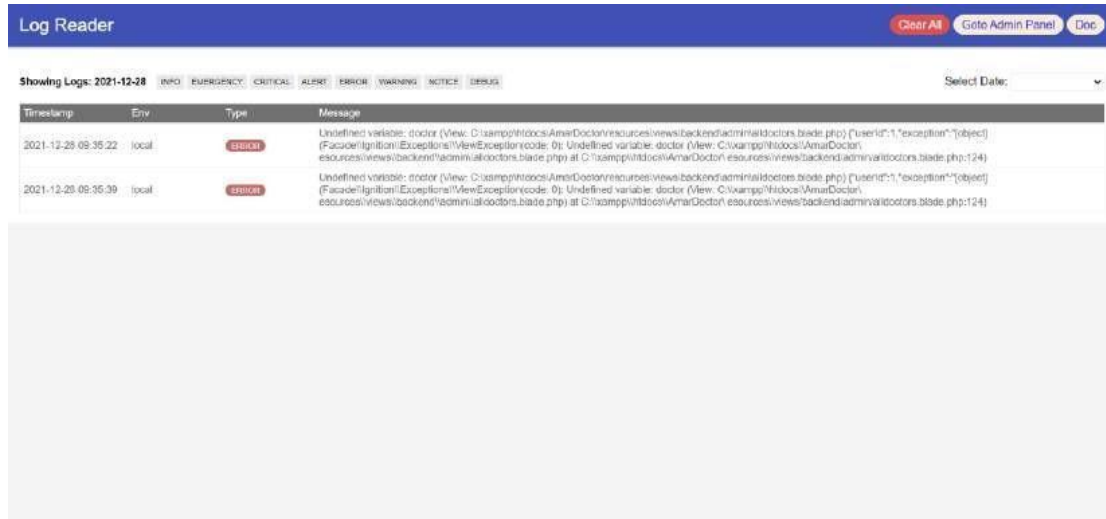 Log Reader
Clear All Goto Admin Panel Doc
Showing Logs: 2021-12-28 INFO EMERGENCY CRITICAL ALERT ERROR WARNING NOTICE DEBUG Select Date:
Timestamp Env Type Message
Undefined variable: doctor (View: C:\xampp\htdocs\AmarDoctor\resources\views\backend\admin\alldoctors.blade.php) {"userId":1,"exception":"[object]
2021-12-28 09:35:22 local ERROR (Facade\\Ignition\\Exceptions\\ViewException(code: 0): Undefined variable: doctor (View: C:\\xampp\\htdocs\\AmarDoctor\
esources\\views\\backend\\admin\\alldoctors.blade.php) at C:\\xampp\\htdocs\\AmarDoctor\ esources\\views/backend/admin/alldoctors.blade.php:124)
Undefined variable: doctor (View: C:\xampp\htdocs\AmarDoctor\resources\views\backend\admin\alldoctors.blade.php) {"userId":1,"exception":"[object]
2021-12-28 09:35:39 local ERROR (Facade\\Ignition\\Exceptions\\ViewException(code: 0): Undefined variable: doctor (View: C:\\xampp\\htdocs\\AmarDoctor\
esources\\views\\backend\\admin\\alldoctors.blade.php) at C:\\xampp\\htdocs\\AmarDoctor\ esources\\views/backend/admin/alldoctors.blade.php:124)